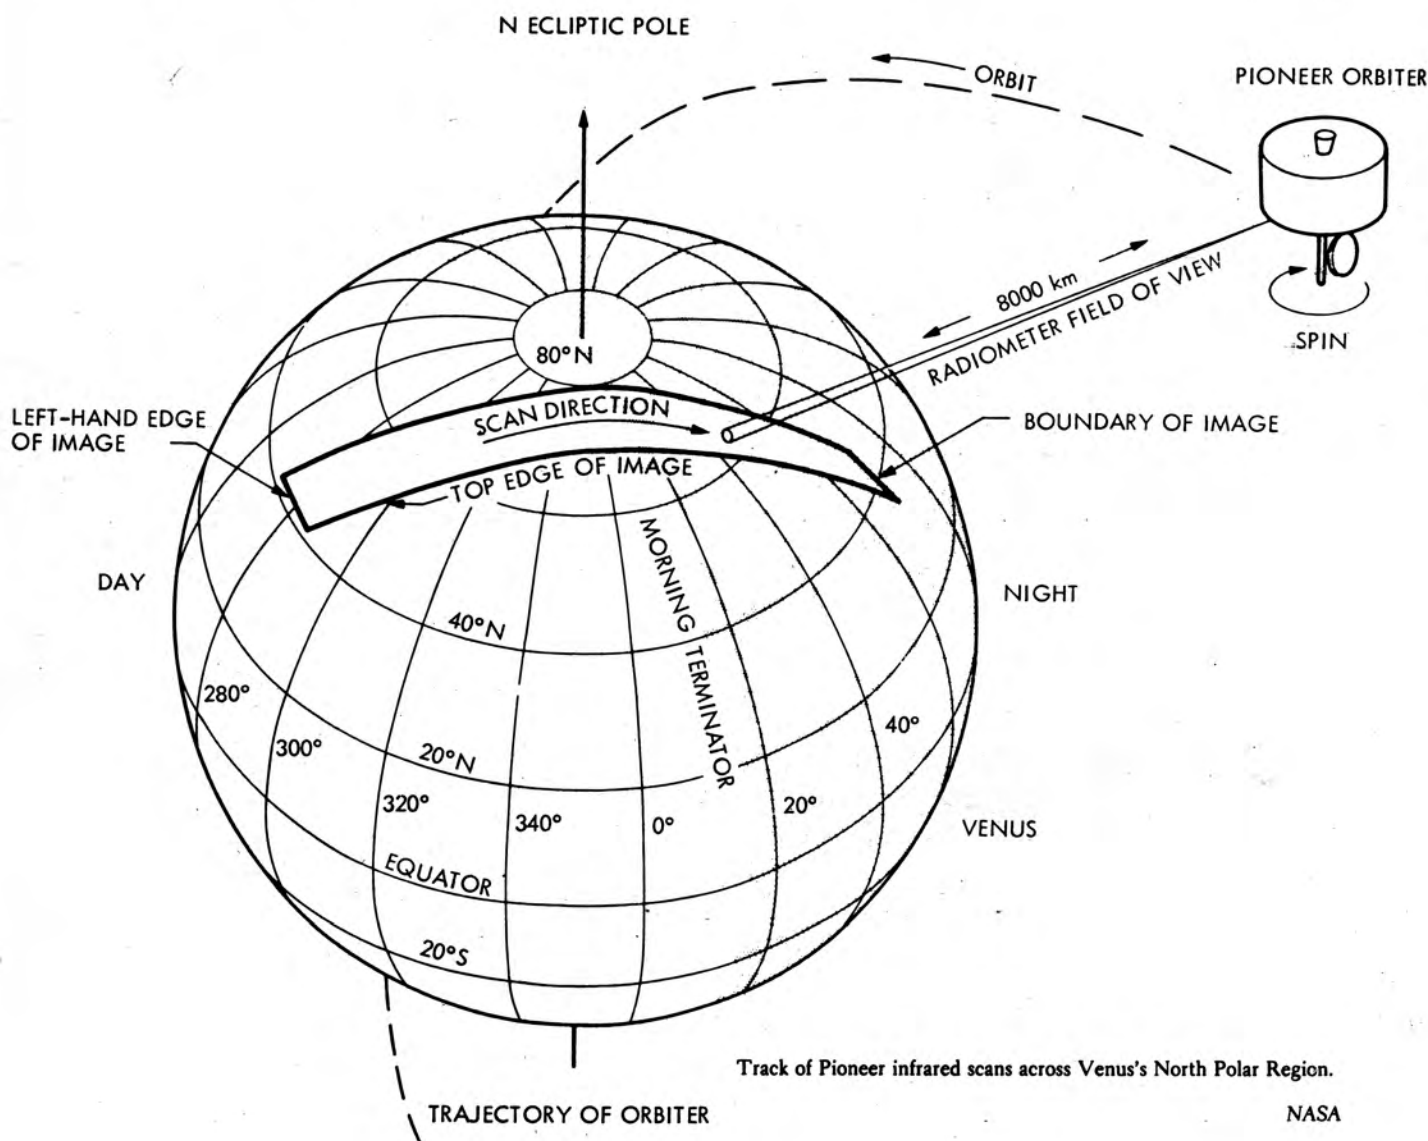 N ECLIPTIC POLE
ORBIT
PIONEER ORBITER
8000 km
RADIOMETER FIELD OF VIEW
SPIN
80°N
LEFT-HAND EDGE
OF IMAGE
SCAN DIRECTION
BOUNDARY OF IMAGE
TOP EDGE OF IMAGE
MORNING TERMINATOR
DAY
NIGHT
40°N
280°
300°
20°N
40°
320°
340°
0°
20°
VENUS
EQUATOR
20°S
Track of Pioneer infrared scans across Venus's North Polar Region.
TRAJECTORY OF ORBITER
NASA